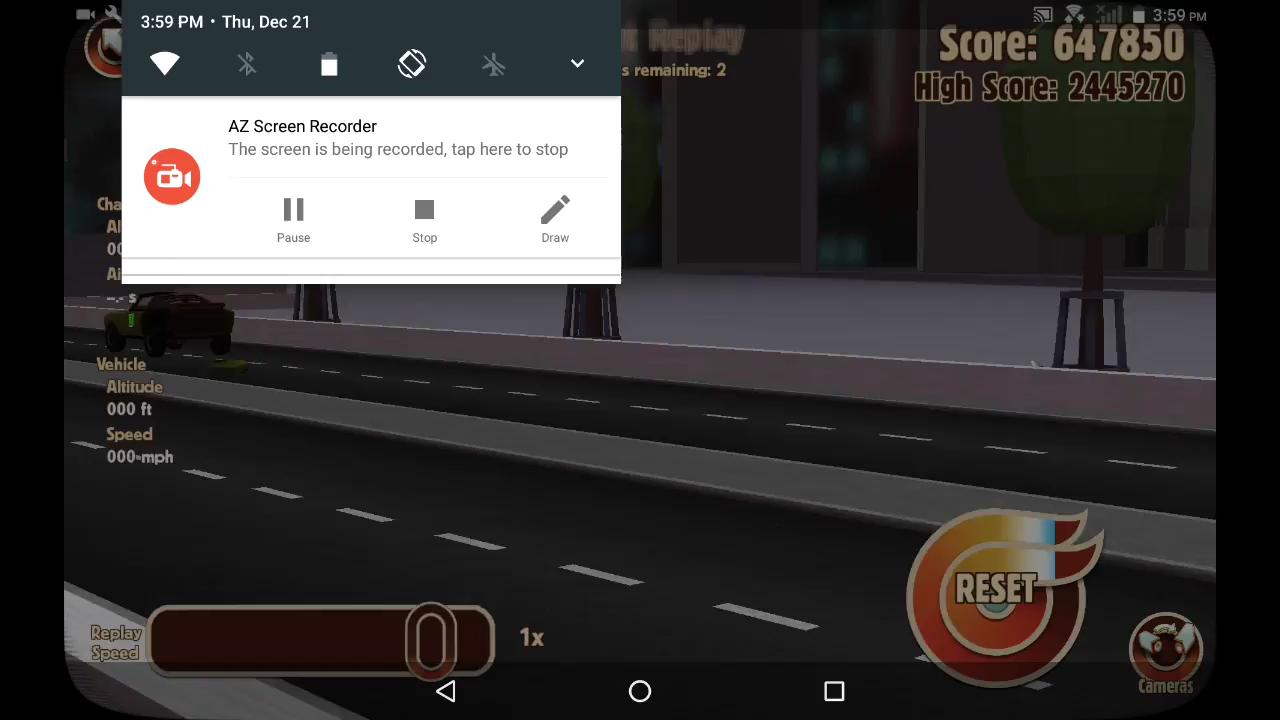 3:59 PM • Thu, Dec 21
3:59 PM
Replay
Score: 647850
s remaining: 2
High Score: 2445270
AZ Screen Recorder
The screen is being recorded, tap here to stop
Pause
Stop
Draw
--.- s
Vehicle
Altitude
000 ft
Speed
000-mph
RESET
Replay
Speed
1x
Cameras